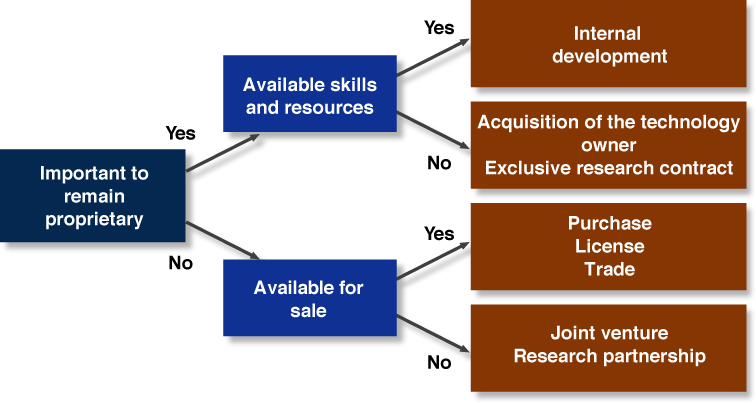 Important to
remain
proprietary
Yes
No
Available skills
and resources
Available for
sale
Yes
No
Yes
No
Internal
development
Acquisition of the technology
owner
Exclusive research contract
Purchase
License
Trade
Joint venture
Research partnership